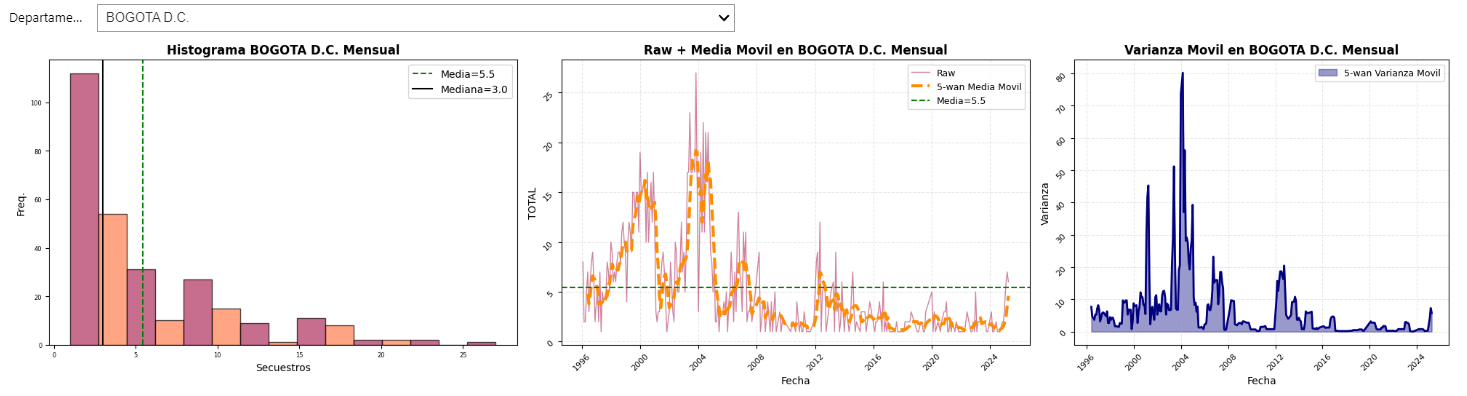 Departame...
BOGOTA D.C.
Histograma BOGOTA D.C. Mensual
Media=5.5
Mediana=3.0
Freq.
100
80
60
40
20
0
0 5 10 15 20 25
Secuestros
Raw + Media Movil en BOGOTA D.C. Mensual
Raw
5-wan Media Movil
Media=5.5
TOTAL
25
20
15
10
5
0
1996 2000 2004 2008 2012 2016 2020 2024
Fecha
Varianza Movil en BOGOTA D.C. Mensual
5-wan Varianza Movil
Varianza
80
70
60
50
40
30
20
10
0
1996 2000 2004 2008 2012 2016 2020 2024
Fecha